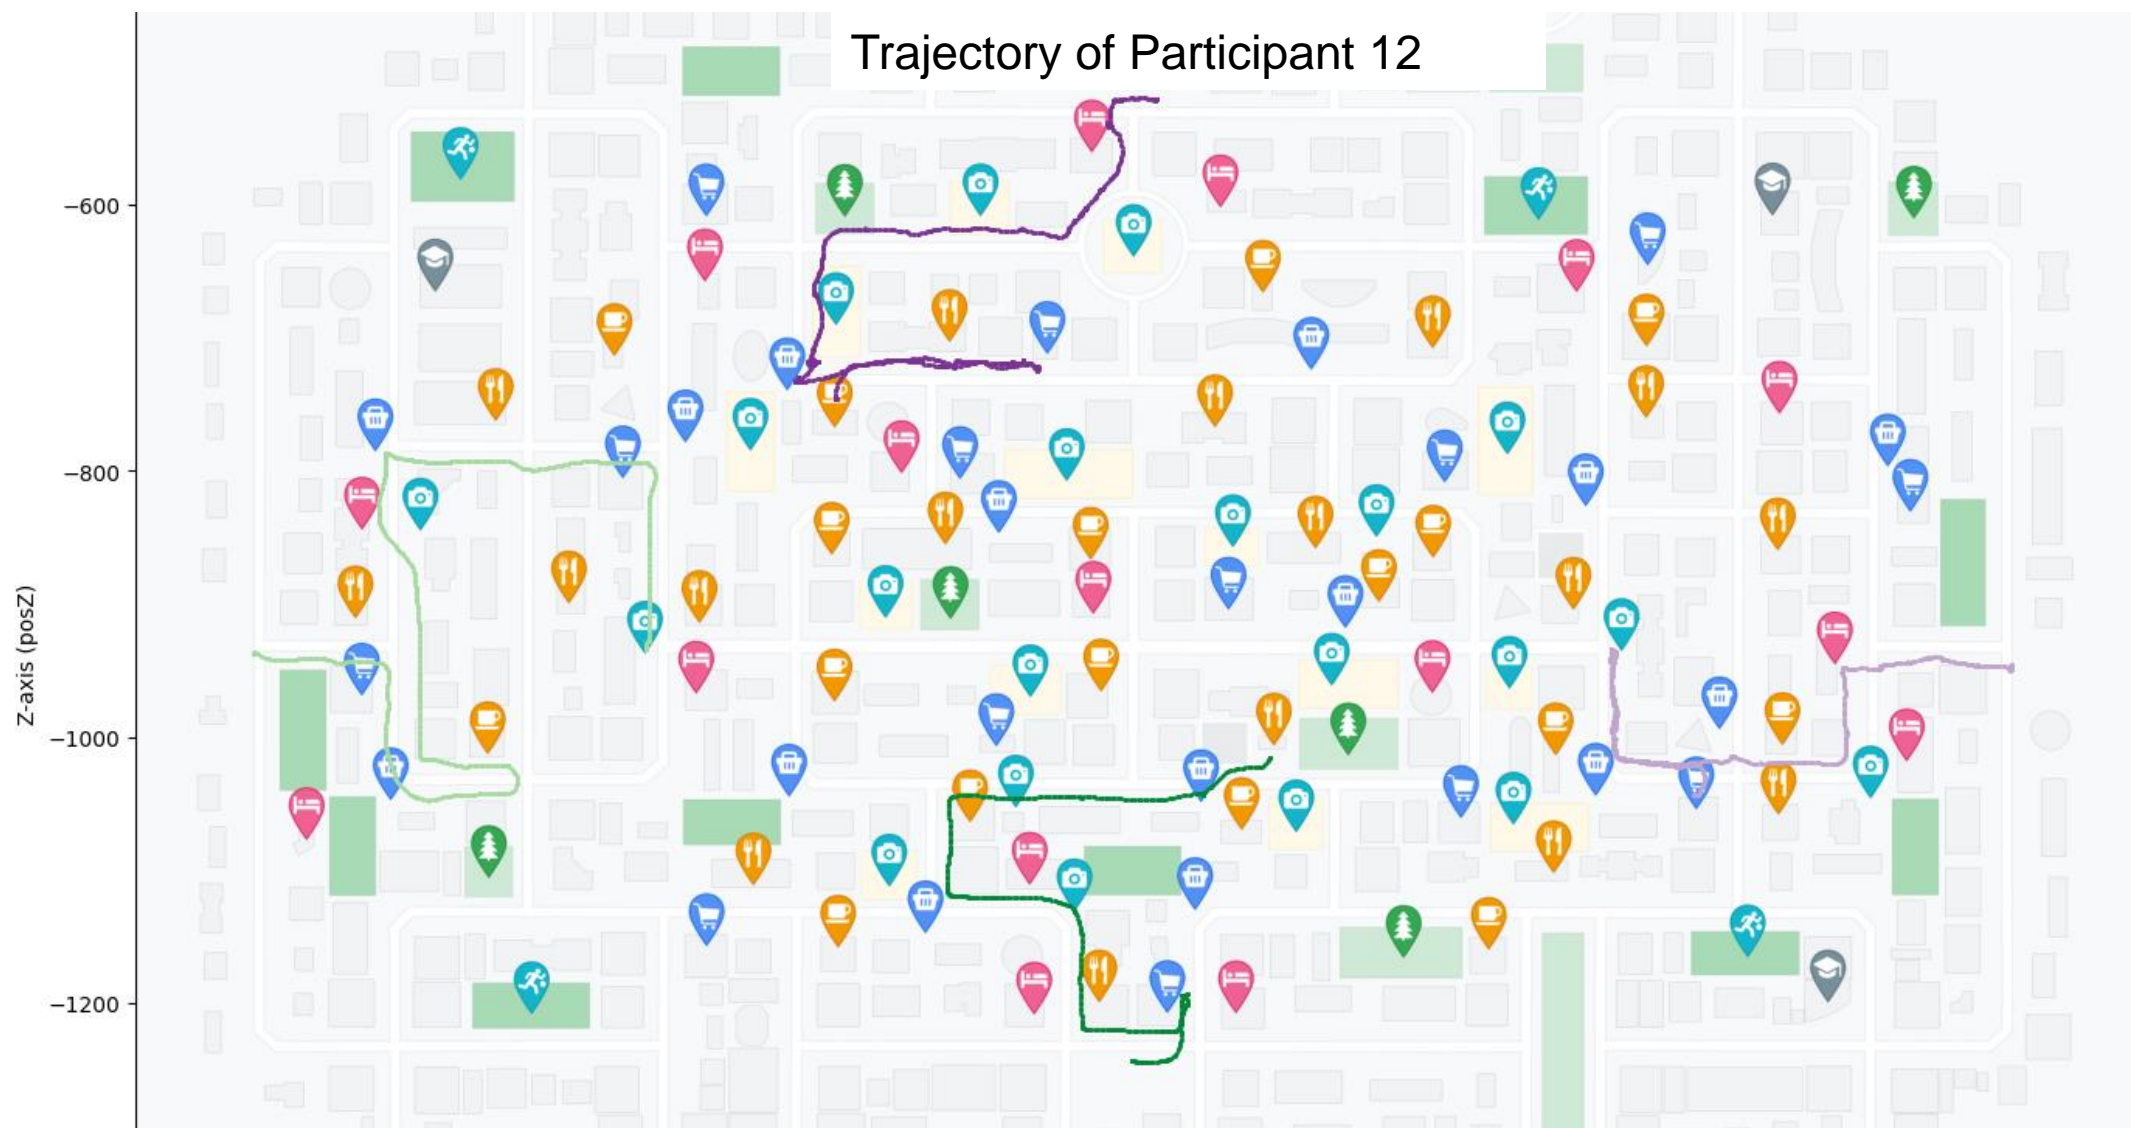 Trajectory of Participant 12
−600
−800
−1000
−1200
Z-axis (posZ)